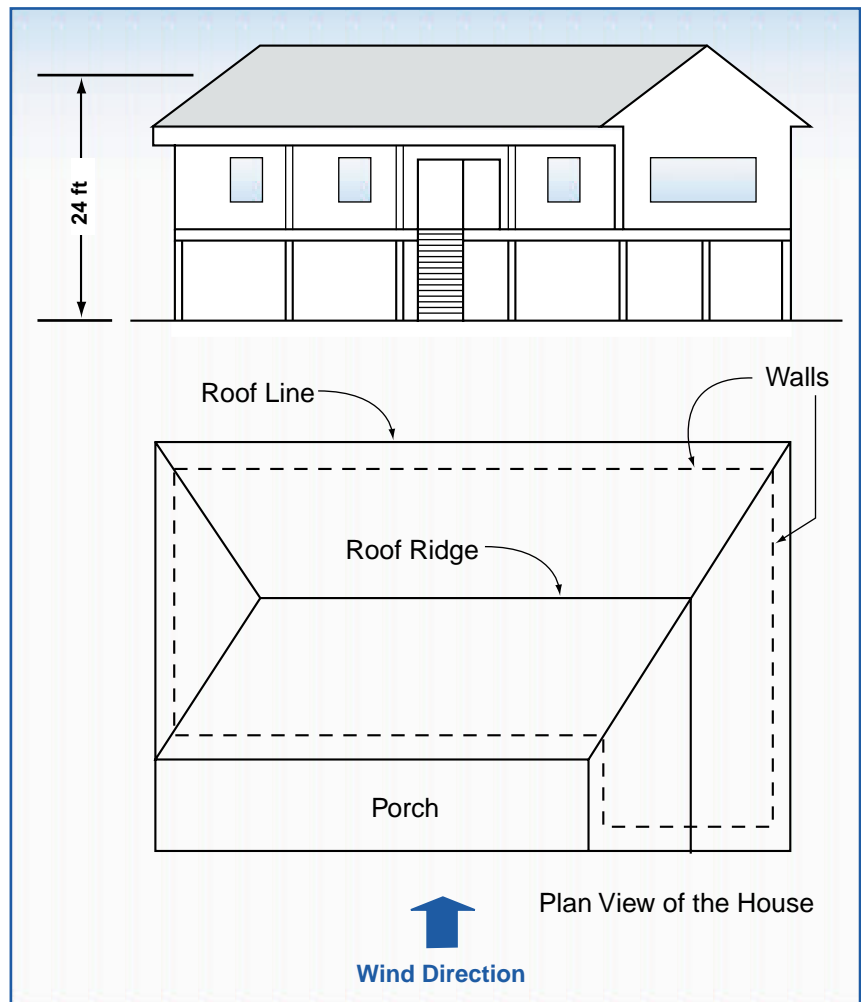 24 ft
Roof Line
Walls
Roof Ridge
Porch
Plan View of the House
Wind Direction